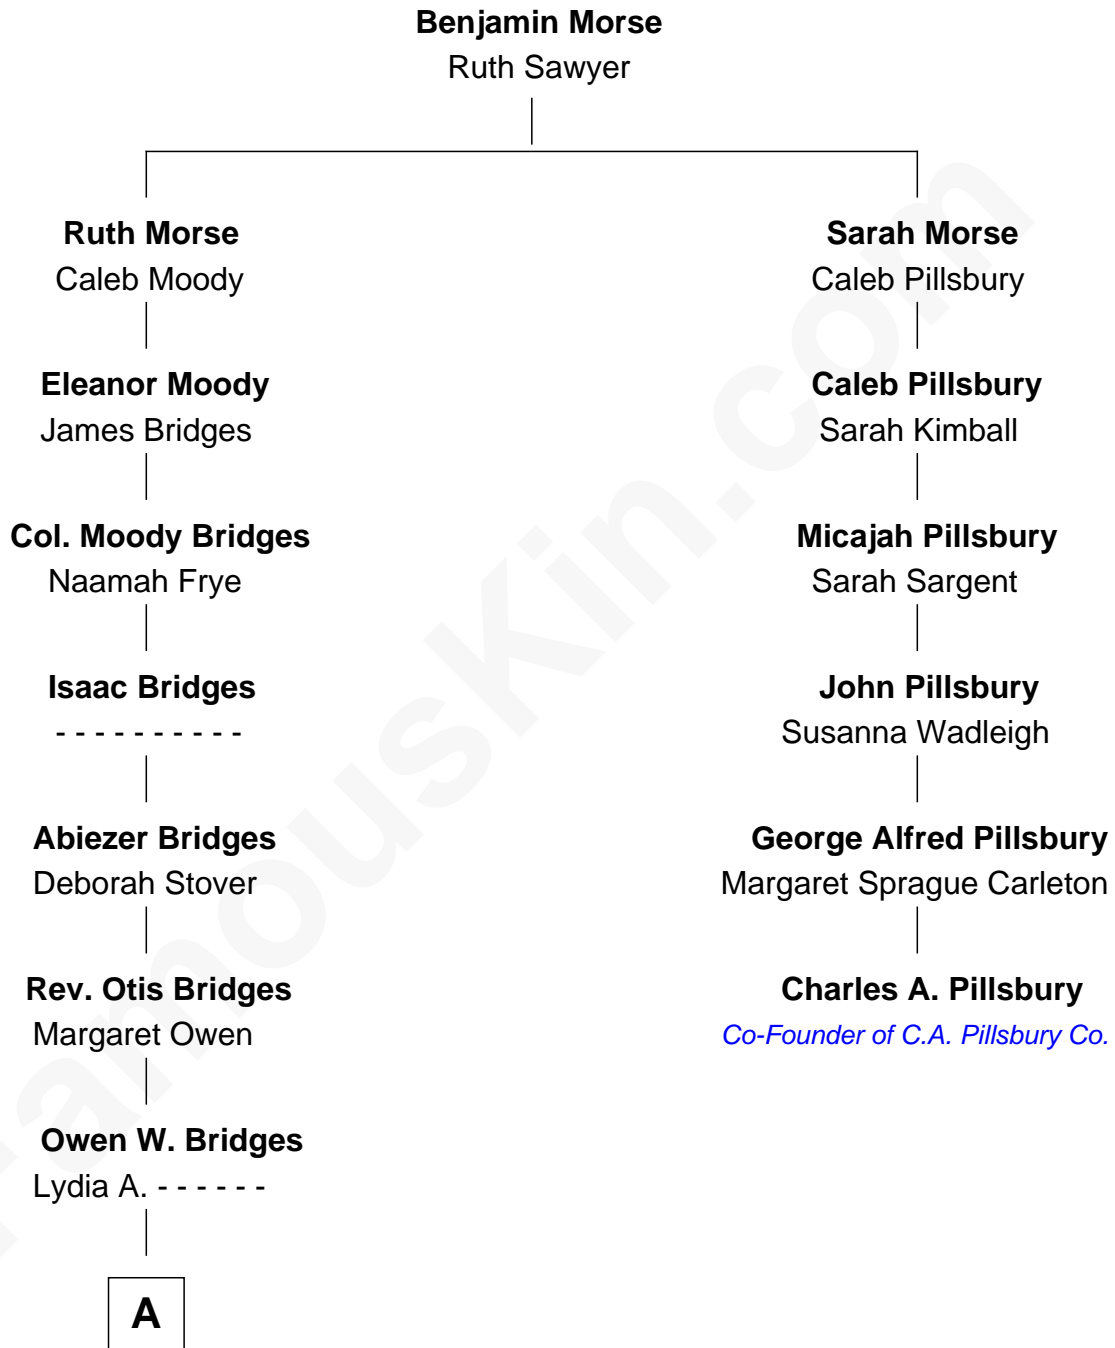 Benjamin Morse
Ruth Sawyer
Ruth Morse
Caleb Moody
Sarah Morse
Caleb Pillsbury
Eleanor Moody
James Bridges
Caleb Pillsbury
Sarah Kimball
Col. Moody Bridges
Naamah Frye
Micajah Pillsbury
Sarah Sargent
Isaac Bridges
- - - - - - - - - -
John Pillsbury
Susanna Wadleigh
Abiezer Bridges
Deborah Stover
George Alfred Pillsbury
Margaret Sprague Carleton
Rev. Otis Bridges
Margaret Owen
Charles A. Pillsbury
Co-Founder of C.A. Pillsbury Co.
Owen W. Bridges
Lydia A. - - - - - -
A
FamousKin.com